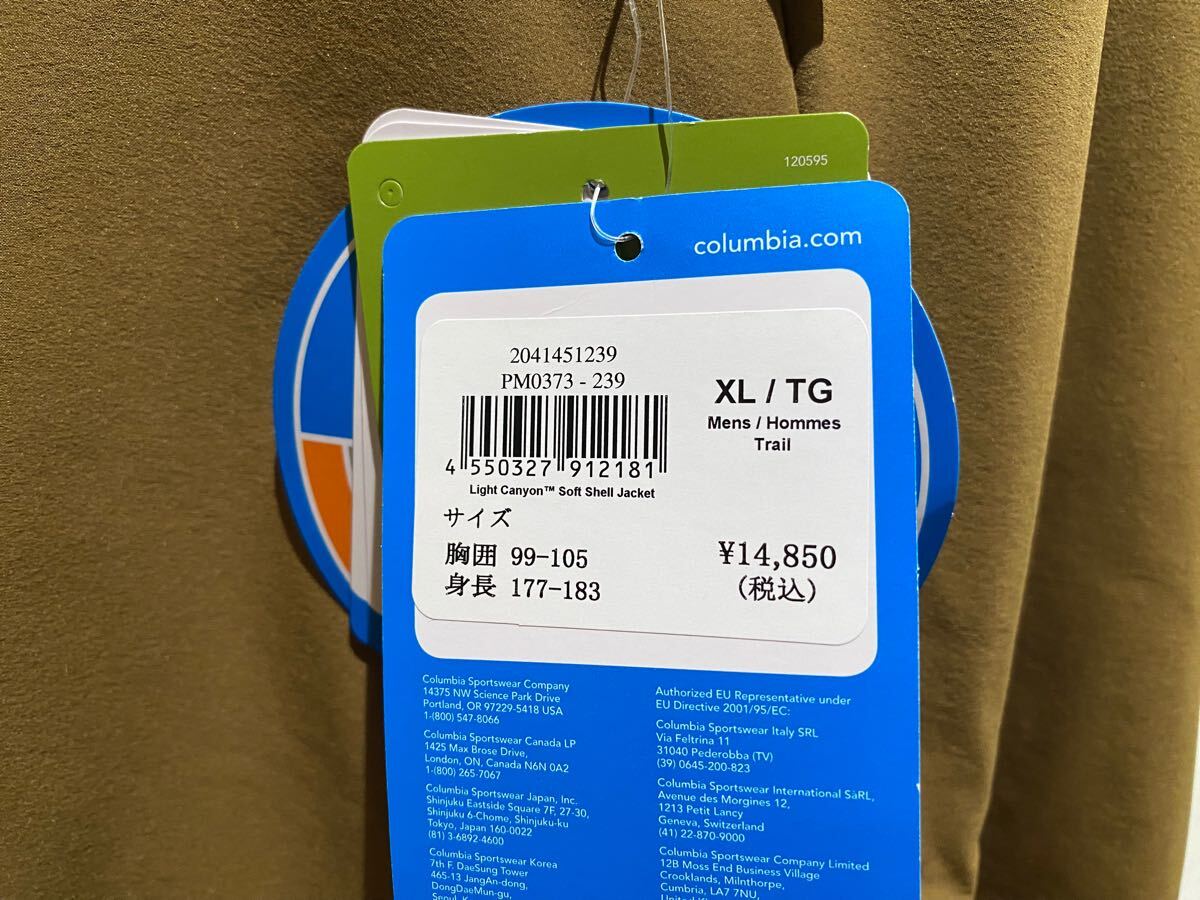 120595
columbia.com
2041451239
PM0373 - 239
4 550327 912181
Light Canyon™ Soft Shell Jacket
XL / TG
Mens / Hommes
Trail
サイズ
胸囲 99-105
身長 177-183
¥14,850
(税込)
Columbia Sportswear Company
14375 NW Science Park Drive
Portland, OR 97229-5418 USA
1-(800) 547-8066
Columbia Sportswear Canada LP
1425 Max Brose Drive,
London, ON, Canada N6N 0A2
1-(800) 265-7067
Columbia Sportswear Japan, Inc.
Shinjuku Eastside Square 7F, 27-30,
Shinjuku 6-Chome, Shinjuku-ku
Tokyo, Japan 160-0022
(81) 3-6892-4600
Columbia Sportswear Korea
7th F. DaeSung Tower
465-13 JangAn-dong,
DongDaeMun-gu,
Authorized EU Representative under
EU Directive 2001/95/EC:
Columbia Sportswear Italy SRL
Via Feltrina 11
31040 Pederobba (TV)
(39) 0645-200-823
Columbia Sportswear International SàRL,
Avenue des Morgines 12,
1213 Petit Lancy
Geneva, Switzerland
(41) 22-870-9000
Columbia Sportswear Company Limited
12B Moss End Business Village
Crooklands, Milnthorpe,
Cumbria, LA7 7NU,